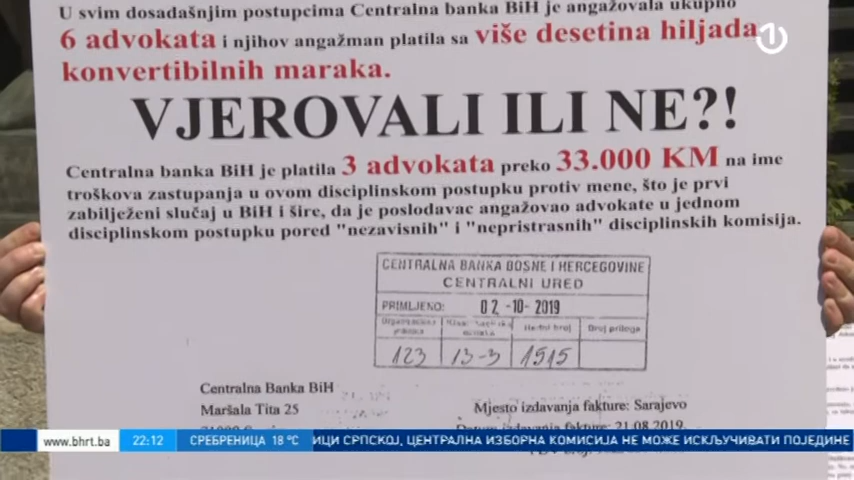 U svim dosadašnjim postupcima Centralna banka BiH je angažovala ukupno
6 advokata i njihov angažman platila sa više desetina hiljada
konvertibilnih maraka.
VJEROVALI ILI NE?!
Centralna banka BiH je platila 3 advokata preko 33.000 KM na ime
troškova zastupanja u ovom disciplinskom postupku protiv mene, što je prvi
zabilježeni slučaj u BiH i šire, da je poslodavac angažovao advokate u jednom
disciplinskom postupku pored "nezavisnih" i "nepristrasnih" disciplinskih komisija.
CENTRALNA BANKA BOSNE I HERCEGOVINE
CENTRALNI URED
PRIMLJENO: 02 -10- 2019
Broj priloga
123 13-3 1515
Centralna Banka BiH
Maršala Tita 25
Mjesto izdavanja fakture: Sarajevo
Datum izdavanja fakture: 21.08.2019.
www.bhrt.ba 22:12 СРЕБРЕНИЦА 18 °C ИЦИ СРПСКОЈ, ЦЕНТРАЛНА ИЗБОРНА КОМИСИЈА НЕ МОЖЕ ИСКЉУЧИВАТИ ПОЈЕДИНЕ